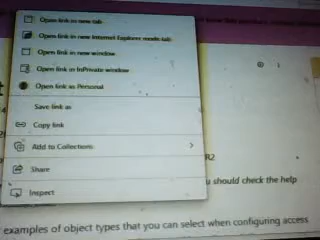 Open link in new tab
Open link in new Internet Explorer mode tab
Open link in new window
Open link in InPrivate window
Open link as Personal
Save link as
Copy link
Add to Collections
R2
Share
u should check the help
Inspect
examples of object types that you can select when configuring access